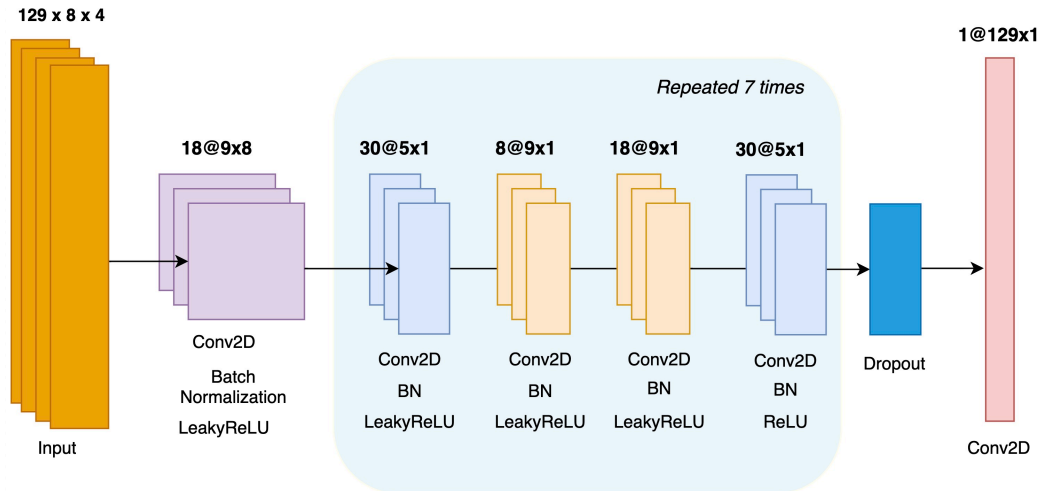 129 x 8 x 4
1@129x1
Repeated 7 times
18@9x8
30@5x1
8@9x1
18@9x1
30@5x1
Conv2D
Batch
Normalization
LeakyReLU
Conv2D
BN
LeakyReLU
Conv2D
BN
LeakyReLU
Conv2D
BN
LeakyReLU
Conv2D
BN
ReLU
Dropout
Input
Conv2D